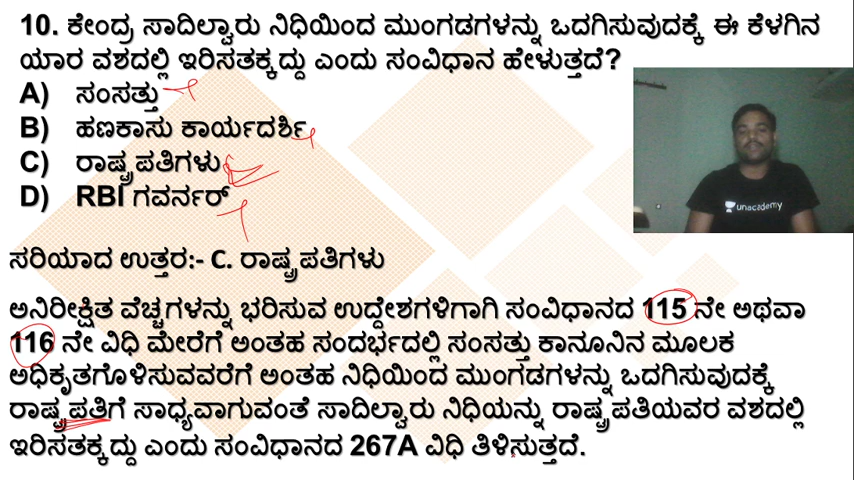 10. ಕೇಂದ್ರ ಸಾದಿಲ್ವಾರು ನಿಧಿಯಿಂದ ಮುಂಗಡಗಳನ್ನು ಒದಗಿಸುವುದಕ್ಕೆ ಈ ಕೆಳಗಿನ
ಯಾರ ವಶದಲ್ಲಿ ಇರಿಸತಕ್ಕದ್ದು ಎಂದು ಸಂವಿಧಾನ ಹೇಳುತ್ತದೆ?
A) ಸಂಸತ್ತು
B) ಹಣಕಾಸು ಕಾರ್ಯದರ್ಶಿ
C) ರಾಷ್ಟ್ರಪತಿಗಳು
D) RBI ಗವರ್ನರ್
unacademy
ಸರಿಯಾದ ಉತ್ತರ:- C. ರಾಷ್ಟ್ರಪತಿಗಳು
ಅನಿರೀಕ್ಷಿತ ವೆಚ್ಚಗಳನ್ನು ಭರಿಸುವ ಉದ್ದೇಶಗಳಿಗಾಗಿ ಸಂವಿಧಾನದ 115 ನೇ ಅಥವಾ
116 ನೇ ವಿಧಿ ಮೇರೆಗೆ ಅಂತಹ ಸಂದರ್ಭದಲ್ಲಿ ಸಂಸತ್ತು ಕಾನೂನಿನ ಮೂಲಕ
ಅಧಿಕೃತಗೊಳಿಸುವವರೆಗೆ ಅಂತಹ ನಿಧಿಯಿಂದ ಮುಂಗಡಗಳನ್ನು ಒದಗಿಸುವುದಕ್ಕೆ
ರಾಷ್ಟ್ರಪತಿಗೆ ಸಾಧ್ಯವಾಗುವಂತೆ ಸಾದಿಲ್ವಾರು ನಿಧಿಯನ್ನು ರಾಷ್ಟ್ರಪತಿಯವರ ವಶದಲ್ಲಿ
ಇರಿಸತಕ್ಕದ್ದು ಎಂದು ಸಂವಿಧಾನದ 267A ವಿಧಿ ತಿಳಿಸುತ್ತದೆ.